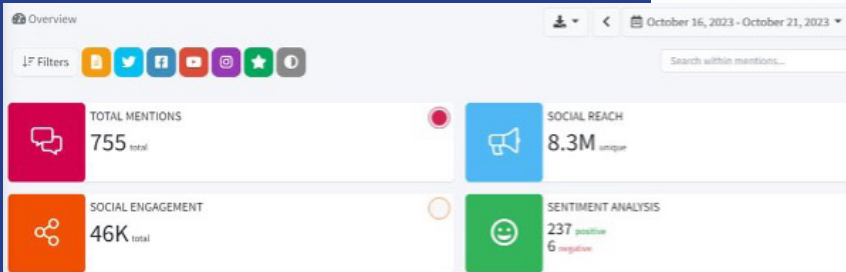 Overview
October 16, 2023 - October 21, 2023
Filters
Search within mentions...
TOTAL MENTIONS
755 total
SOCIAL REACH
8.3M unique
SOCIAL ENGAGEMENT
46K total
SENTIMENT ANALYSIS
237 positive
6 negative